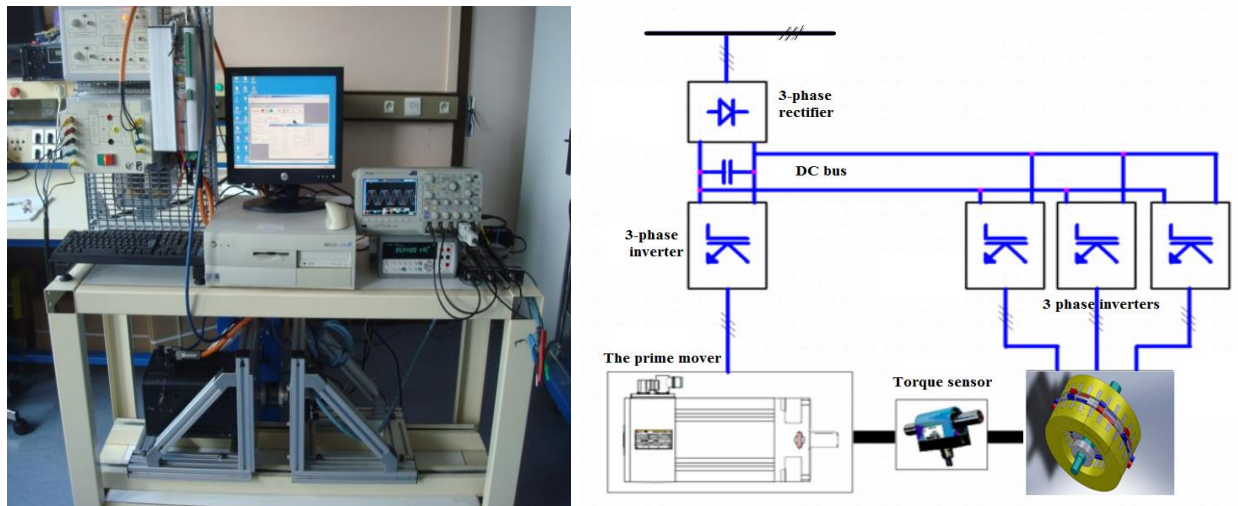 3-phase
rectifier
DC bus
3-phase
inverter
3 phase inverters
The prime mover
Torque sensor